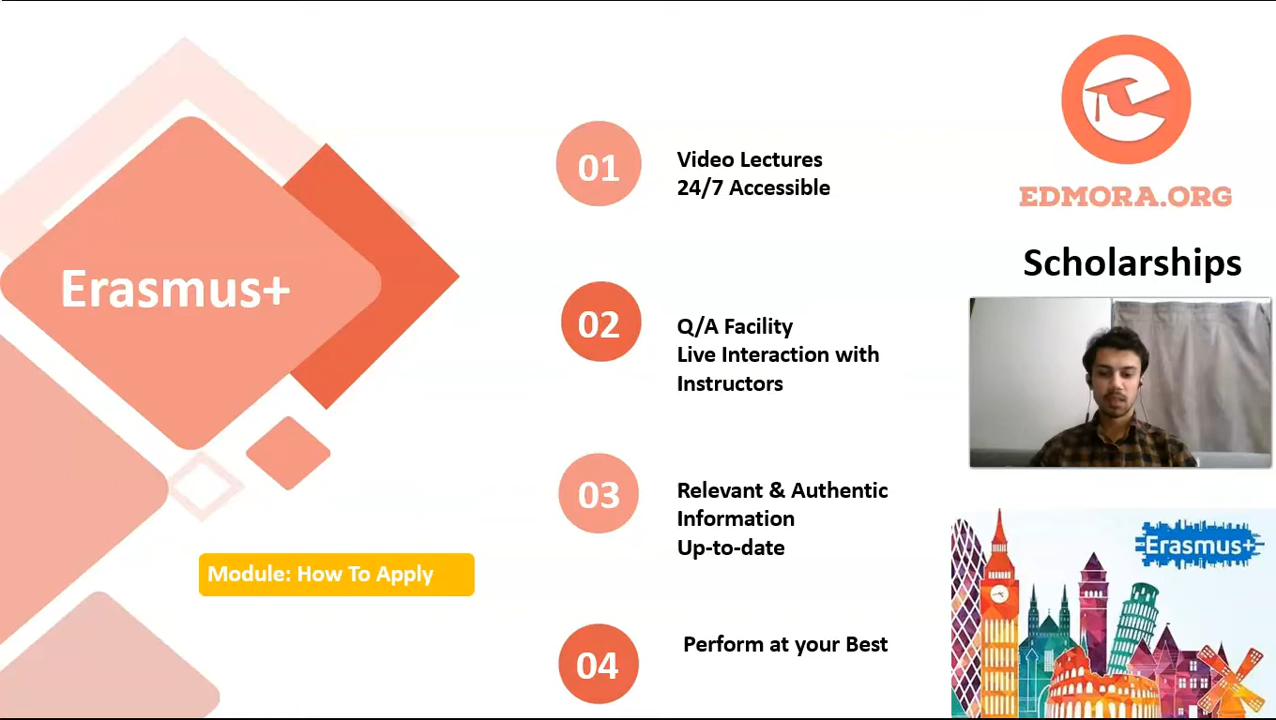 Erasmus+
Module: How To Apply
01
Video Lectures
24/7 Accessible
02
Q/A Facility
Live Interaction with
Instructors
03
Relevant & Authentic
Information
Up-to-date
04
Perform at your Best
EDMORA.ORG
Scholarships
Erasmus+